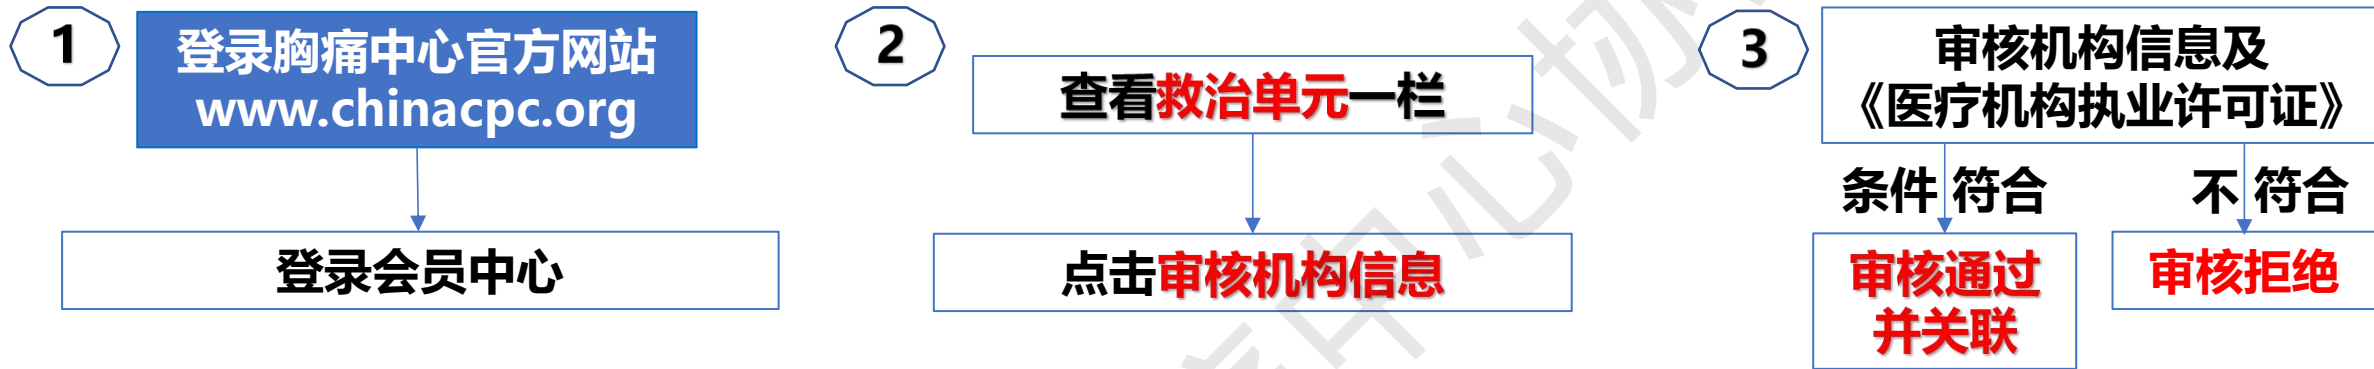 1
登录胸痛中心官方网站
www.chinacpc.org
登录会员中心
2
查看救治单元一栏
点击审核机构信息
3
审核机构信息及
《医疗机构执业许可证》
条件 符合
不 符合
审核通过
并关联
审核拒绝
中心协